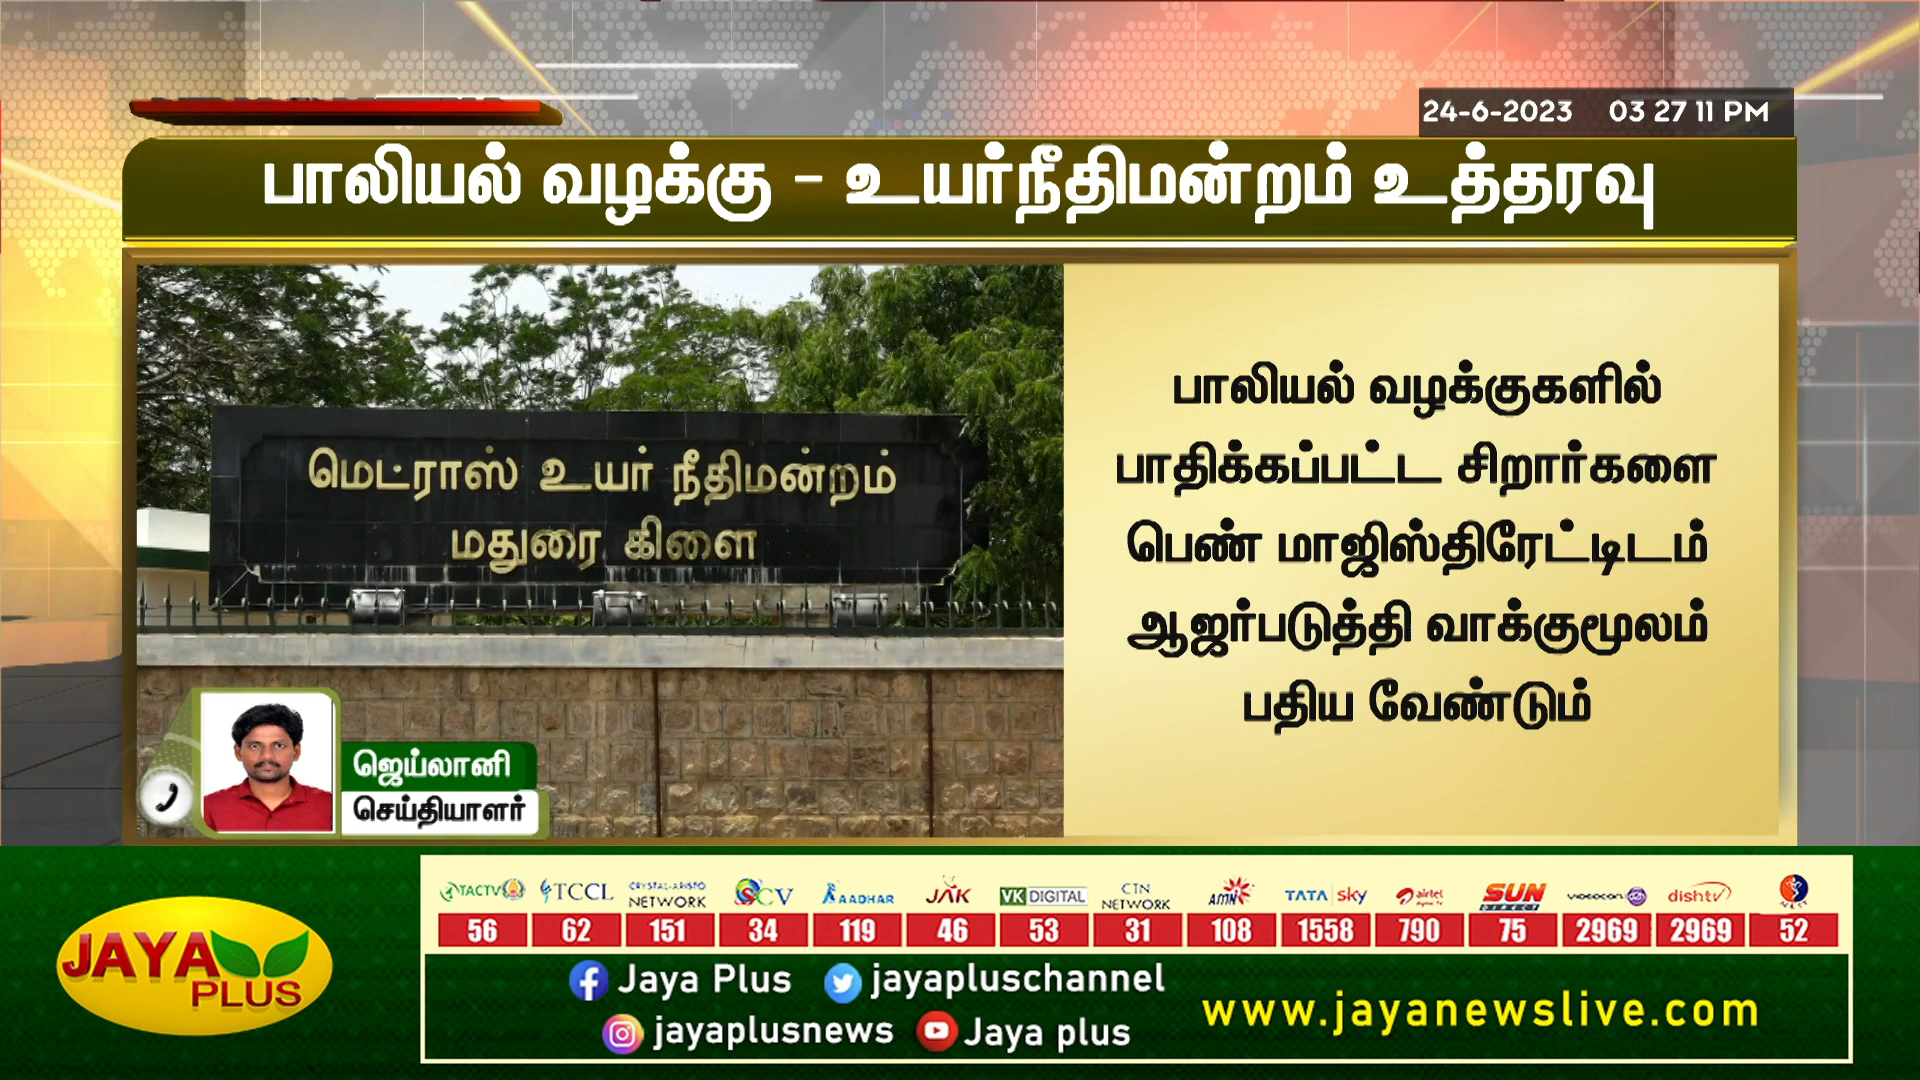 24-6-2023 03 27 11 PM
பாலியல் வழக்கு - உயர்நீதிமன்றம் உத்தரவு
மெட்ராஸ் உயர் நீதிமன்றம்
மதுரை கிளை
பாலியல் வழக்குகளில்
பாதிக்கப்பட்ட சிறார்களை
பெண் மாஜிஸ்திரேட்டிடம்
ஆஜர்படுத்தி வாக்குமூலம்
பதிய வேண்டும்
ஜெய்லானி
செய்தியாளர்
JAYA
PLUS
TACTV TCCL CRYSTAL-ARISTO NETWORK SCV AADHAR JAK VK DIGITAL CTN NETWORK AMN TATA sky airtel SUN DIRECT videocon dishtv
56 62 151 34 119 46 53 31 108 1558 790 75 2969 2969 52
Jaya Plus jayapluschannel
jayaplusnews Jaya plus
www.jayanewslive.com